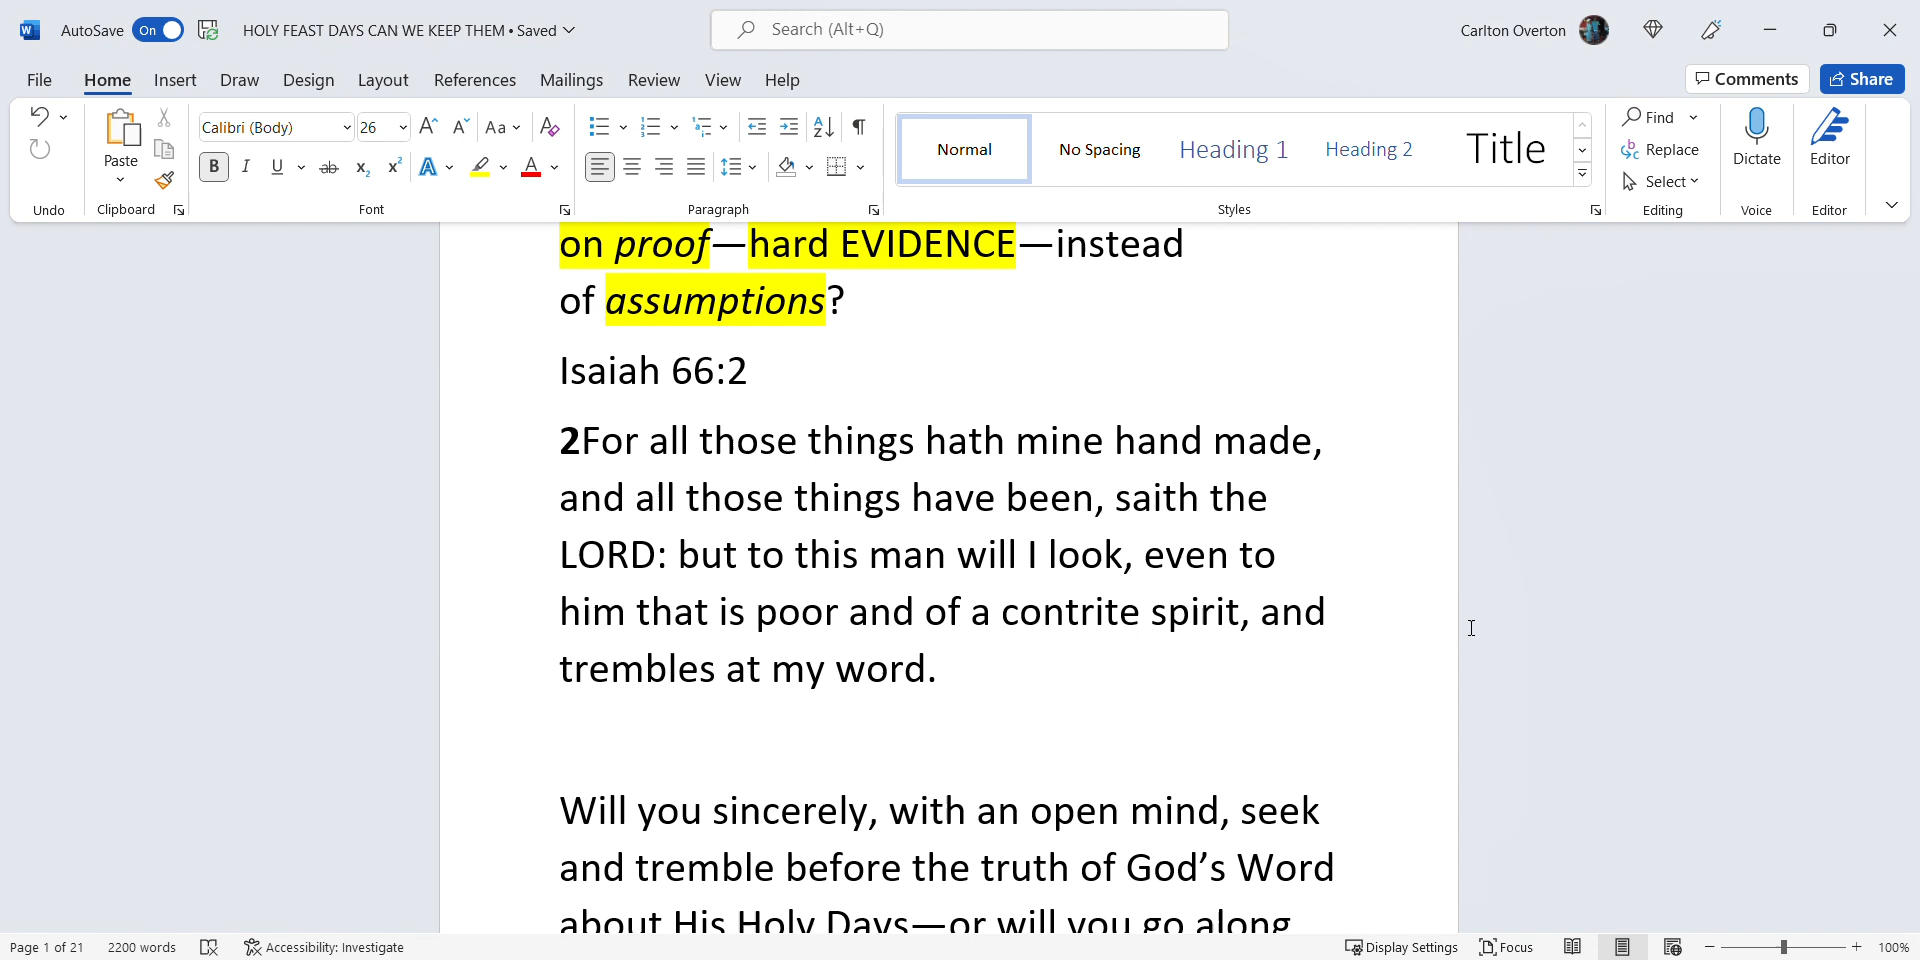 AutoSave On HOLY FEAST DAYS CAN WE KEEP THEM • Saved Search (Alt+Q) Carlton Overton
File Home Insert Draw Design Layout References Mailings Review View Help Comments Share
Calibri (Body) 26 Aa
Paste
Normal No Spacing Heading 1 Heading 2 Title
Find
Replace
Select
Dictate Editor
Undo Clipboard Font Paragraph Styles Editing Voice Editor
on proof—hard EVIDENCE—instead
of assumptions?
Isaiah 66:2
2For all those things hath mine hand made,
and all those things have been, saith the
LORD: but to this man will I look, even to
him that is poor and of a contrite spirit, and
trembles at my word.
Will you sincerely, with an open mind, seek
and tremble before the truth of God’s Word
about His Holy Days—or will you go along
Page 1 of 21 2200 words Accessibility: Investigate Display Settings Focus 100%